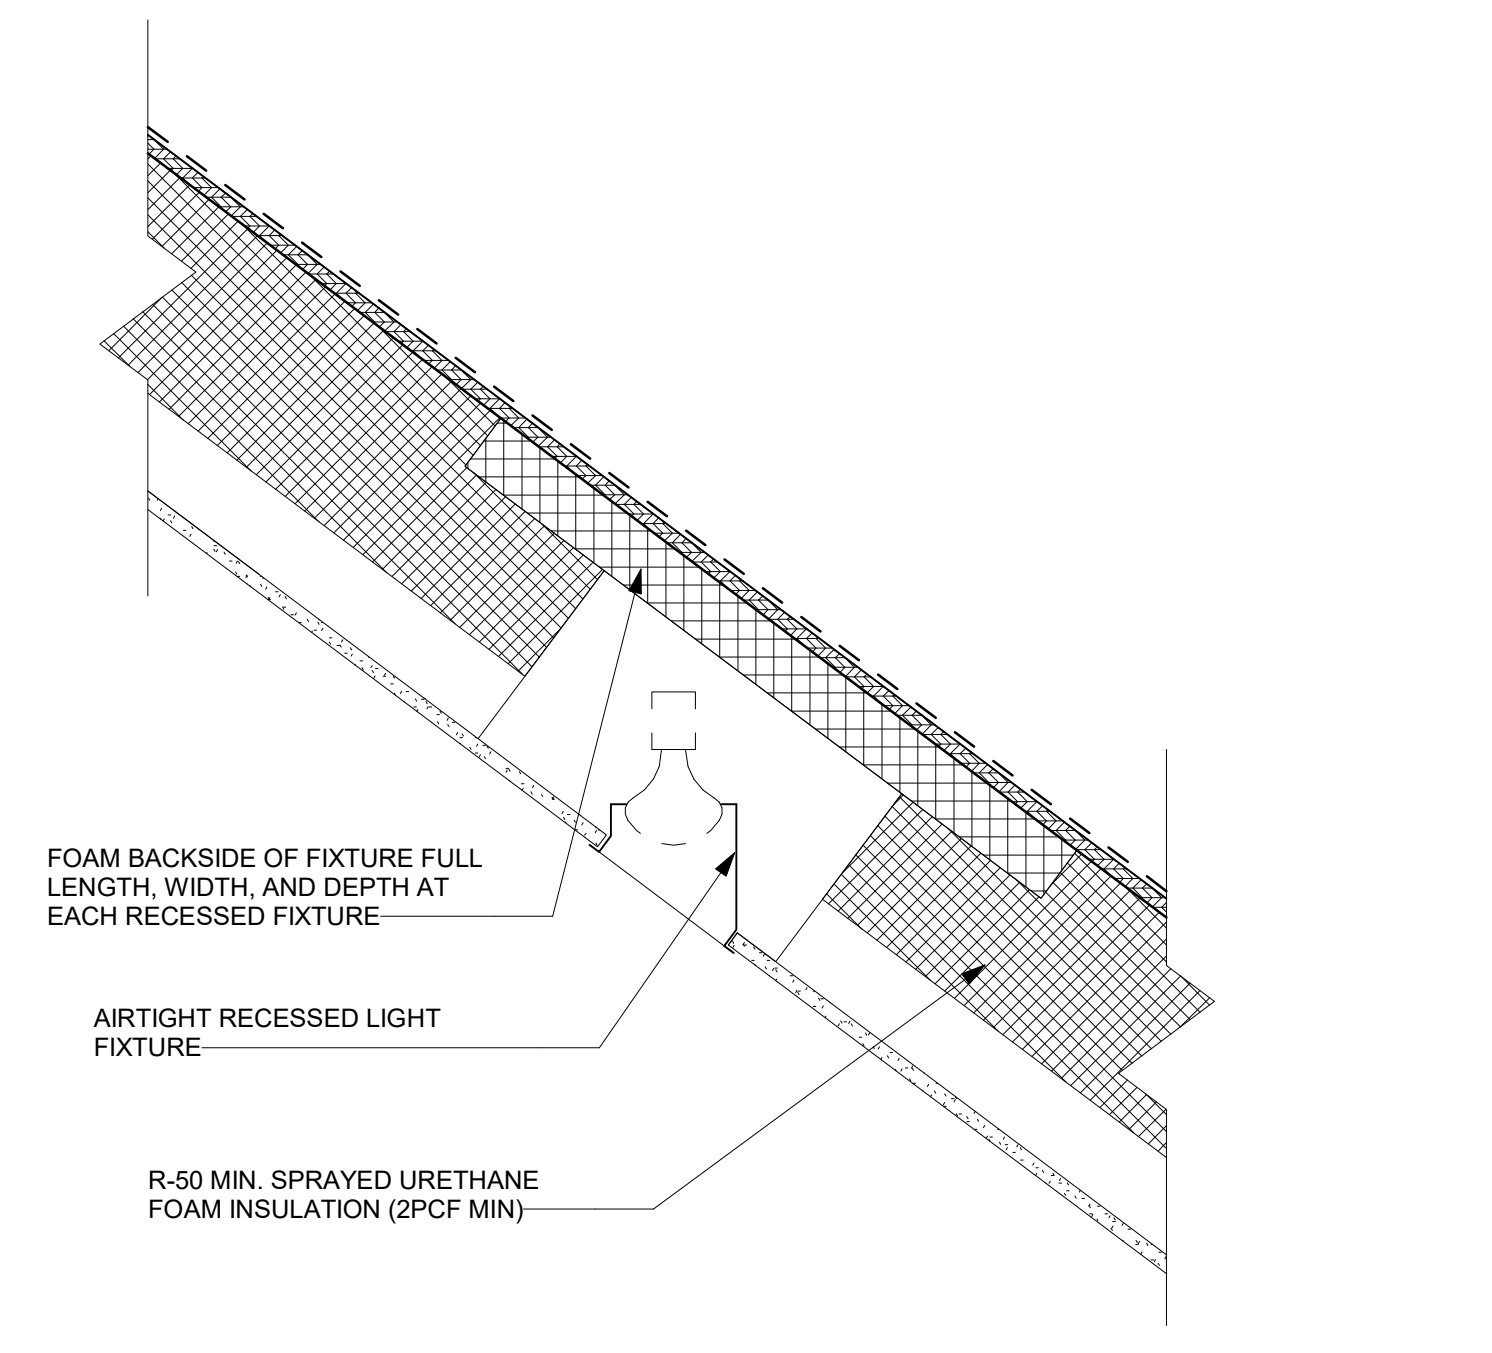 FOAM BACKSIDE OF FIXTURE FULL
LENGTH, WIDTH, AND DEPTH AT
EACH RECESSED FIXTURE
AIRTIGHT RECESSED LIGHT
FIXTURE
R-50 MIN. SPRAYED URETHANE
FOAM INSULATION (2PCF MIN)